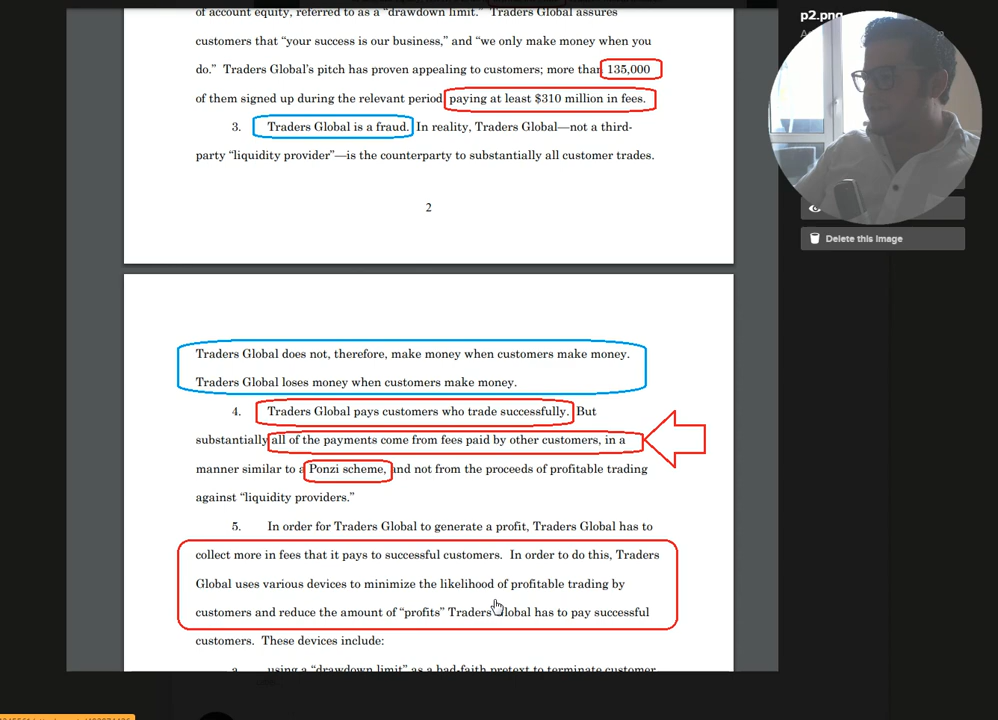 p2.png
of account equity, referred to as a “drawdown limit.” Traders Global assures
customers that “your success is our business,” and “we only make money when you
do.” Traders Global’s pitch has proven appealing to customers; more than 135,000
of them signed up during the relevant period paying at least $310 million in fees.
3. Traders Global is a fraud. In reality, Traders Global—not a third-
party “liquidity provider”—is the counterparty to substantially all customer trades.
2
Delete this image
Traders Global does not, therefore, make money when customers make money.
Traders Global loses money when customers make money.
4. Traders Global pays customers who trade successfully. But
substantially all of the payments come from fees paid by other customers, in a
manner similar to a Ponzi scheme, and not from the proceeds of profitable trading
against “liquidity providers.”
5. In order for Traders Global to generate a profit, Traders Global has to
collect more in fees that it pays to successful customers. In order to do this, Traders
Global uses various devices to minimize the likelihood of profitable trading by
customers and reduce the amount of “profits” Traders Global has to pay successful
customers. These devices include:
a. using a “drawdown limit” as a bad-faith pretext to terminate customer